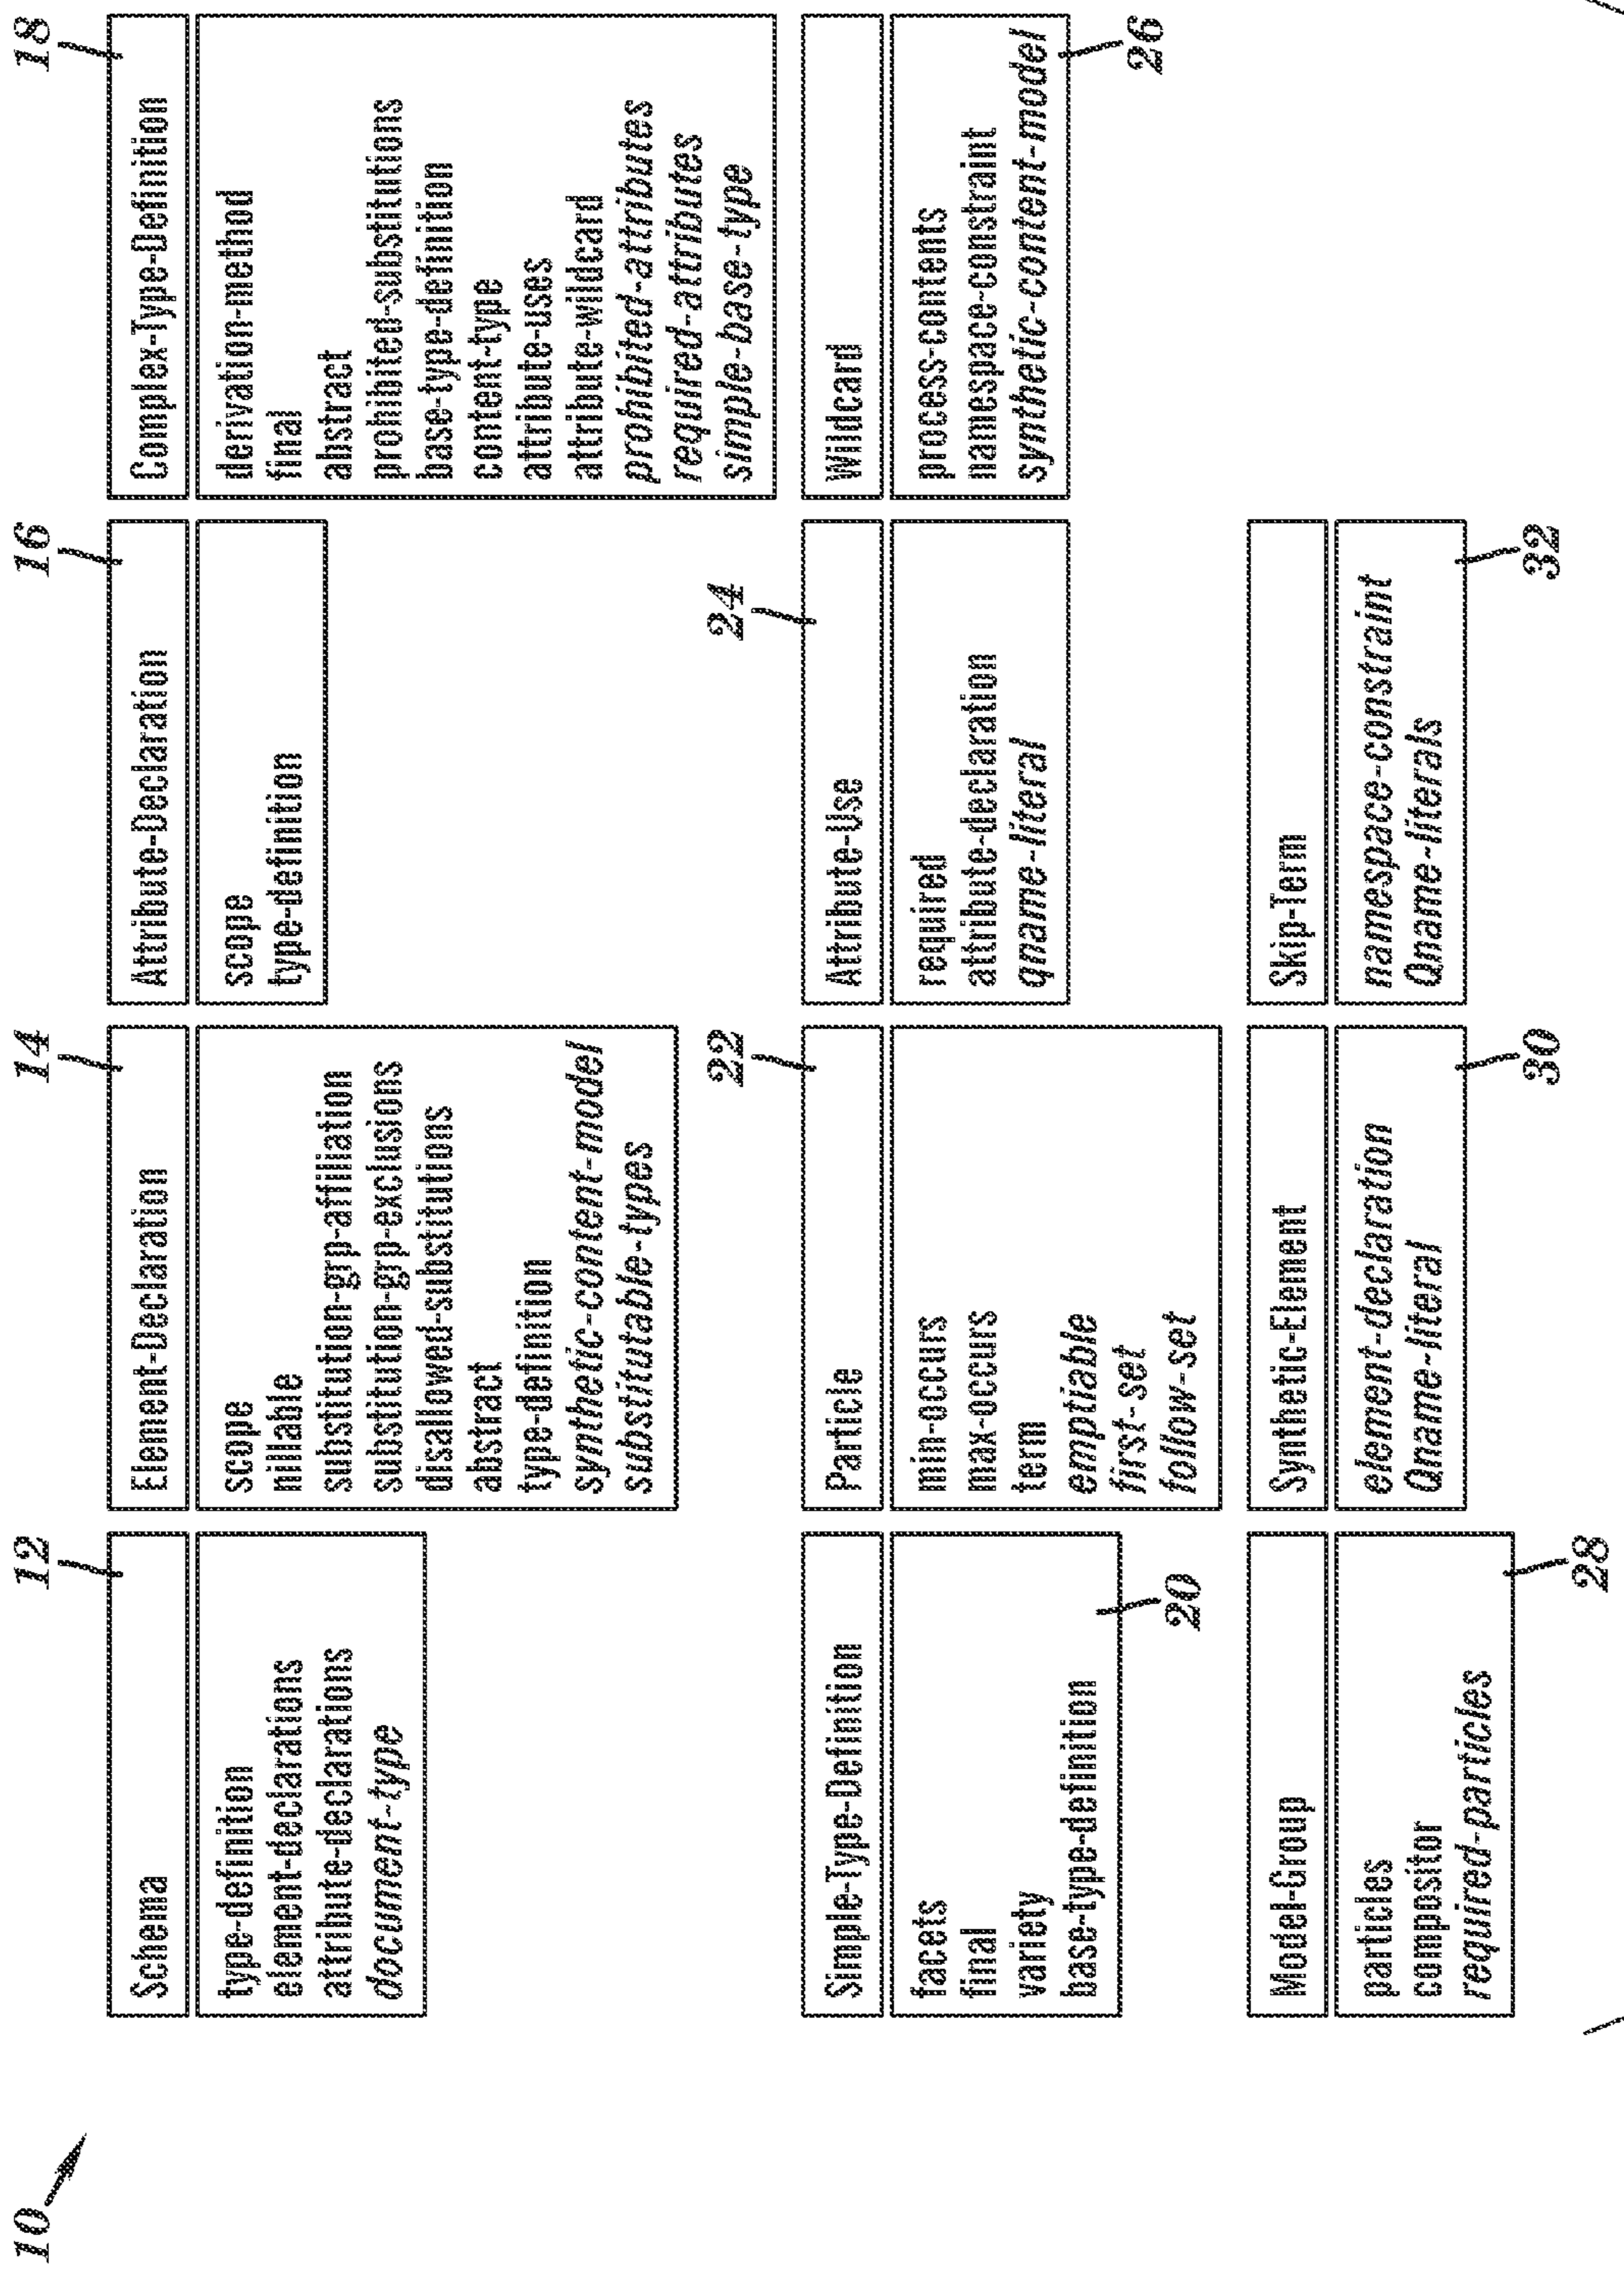 10
12
Schema
type-definition
element-declarations
attribute-declarations
document-type
14
Element-Declaration
scope
nillable
substitution-grp-affiliation
substitution-grp-exclusions
disallowed-substitutions
abstract
type-definition
synthetic-content-model
substitutable-types
16
Attribute-Declaration
scope
type-definition
18
Complex-Type-Definition
derivation-method
final
abstract
prohibited-substitutions
base-type-definition
content-type
attribute-uses
attribute-wildcard
prohibited-attributes
required-attributes
simple-base-type
Simple-Type-Definition
facets
final
variety
base-type-definition
20
22
Particle
min-occurs
max-occurs
term
emptiable
first-set
follow-set
24
Attribute-Use
required
attribute-declaration
qname-literal
Wildcard
process-contents
namespace-constraint
synthetic-content-model
26
Model-Group
particles
compositor
required-particles
28
Synthetic-Element
element-declaration
Qname-literal
30
Skip-Term
namespace-constraint
Qname-literals
32